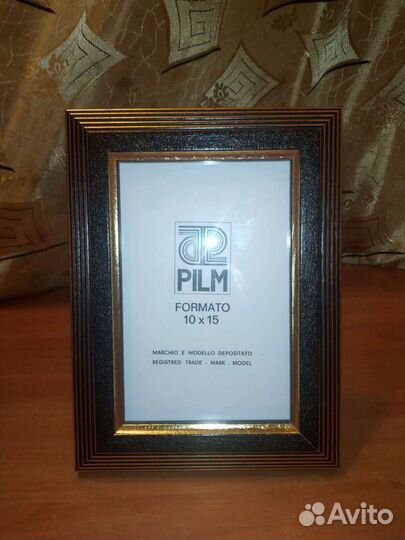 PILM
FORMATO
10 x 15
MARCHIO E MODELLO DEPOSITATO
REGISTRED TRADE - MARK . MODEL
Avito